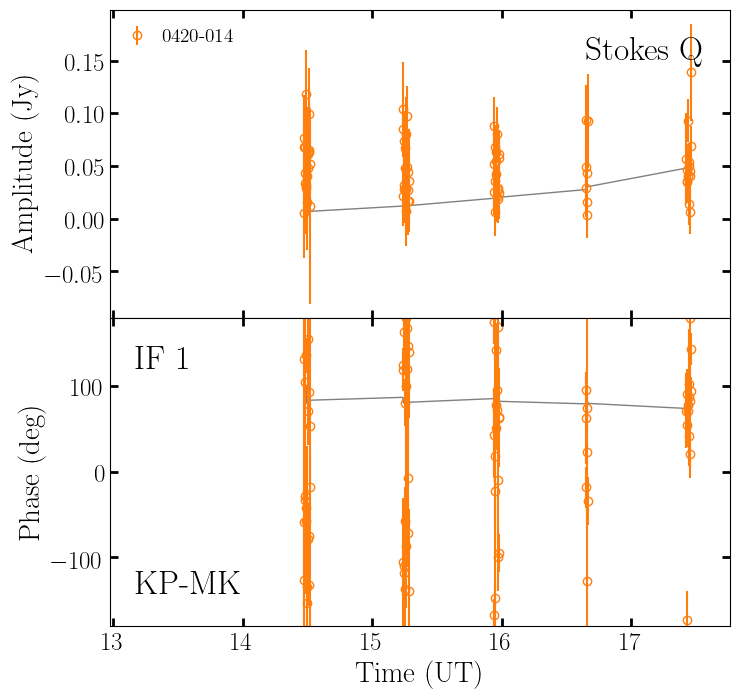 0420-014
Stokes Q
0.15
0.10
0.05
0.00
−0.05
Amplitude (Jy)
IF 1
100
0
−100
Phase (deg)
KP-MK
13 14 15 16 17
Time (UT)